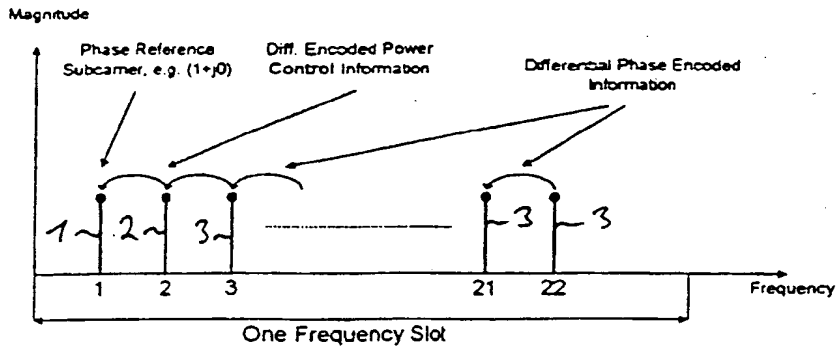 Magnitude
Phase Reference
Subcarrier, e.g. (1+j0)
Diff. Encoded Power
Control Information
Differential Phase Encoded
Information
1 2 3 3 3
1 2 3 21 22 Frequency
One Frequency Slot